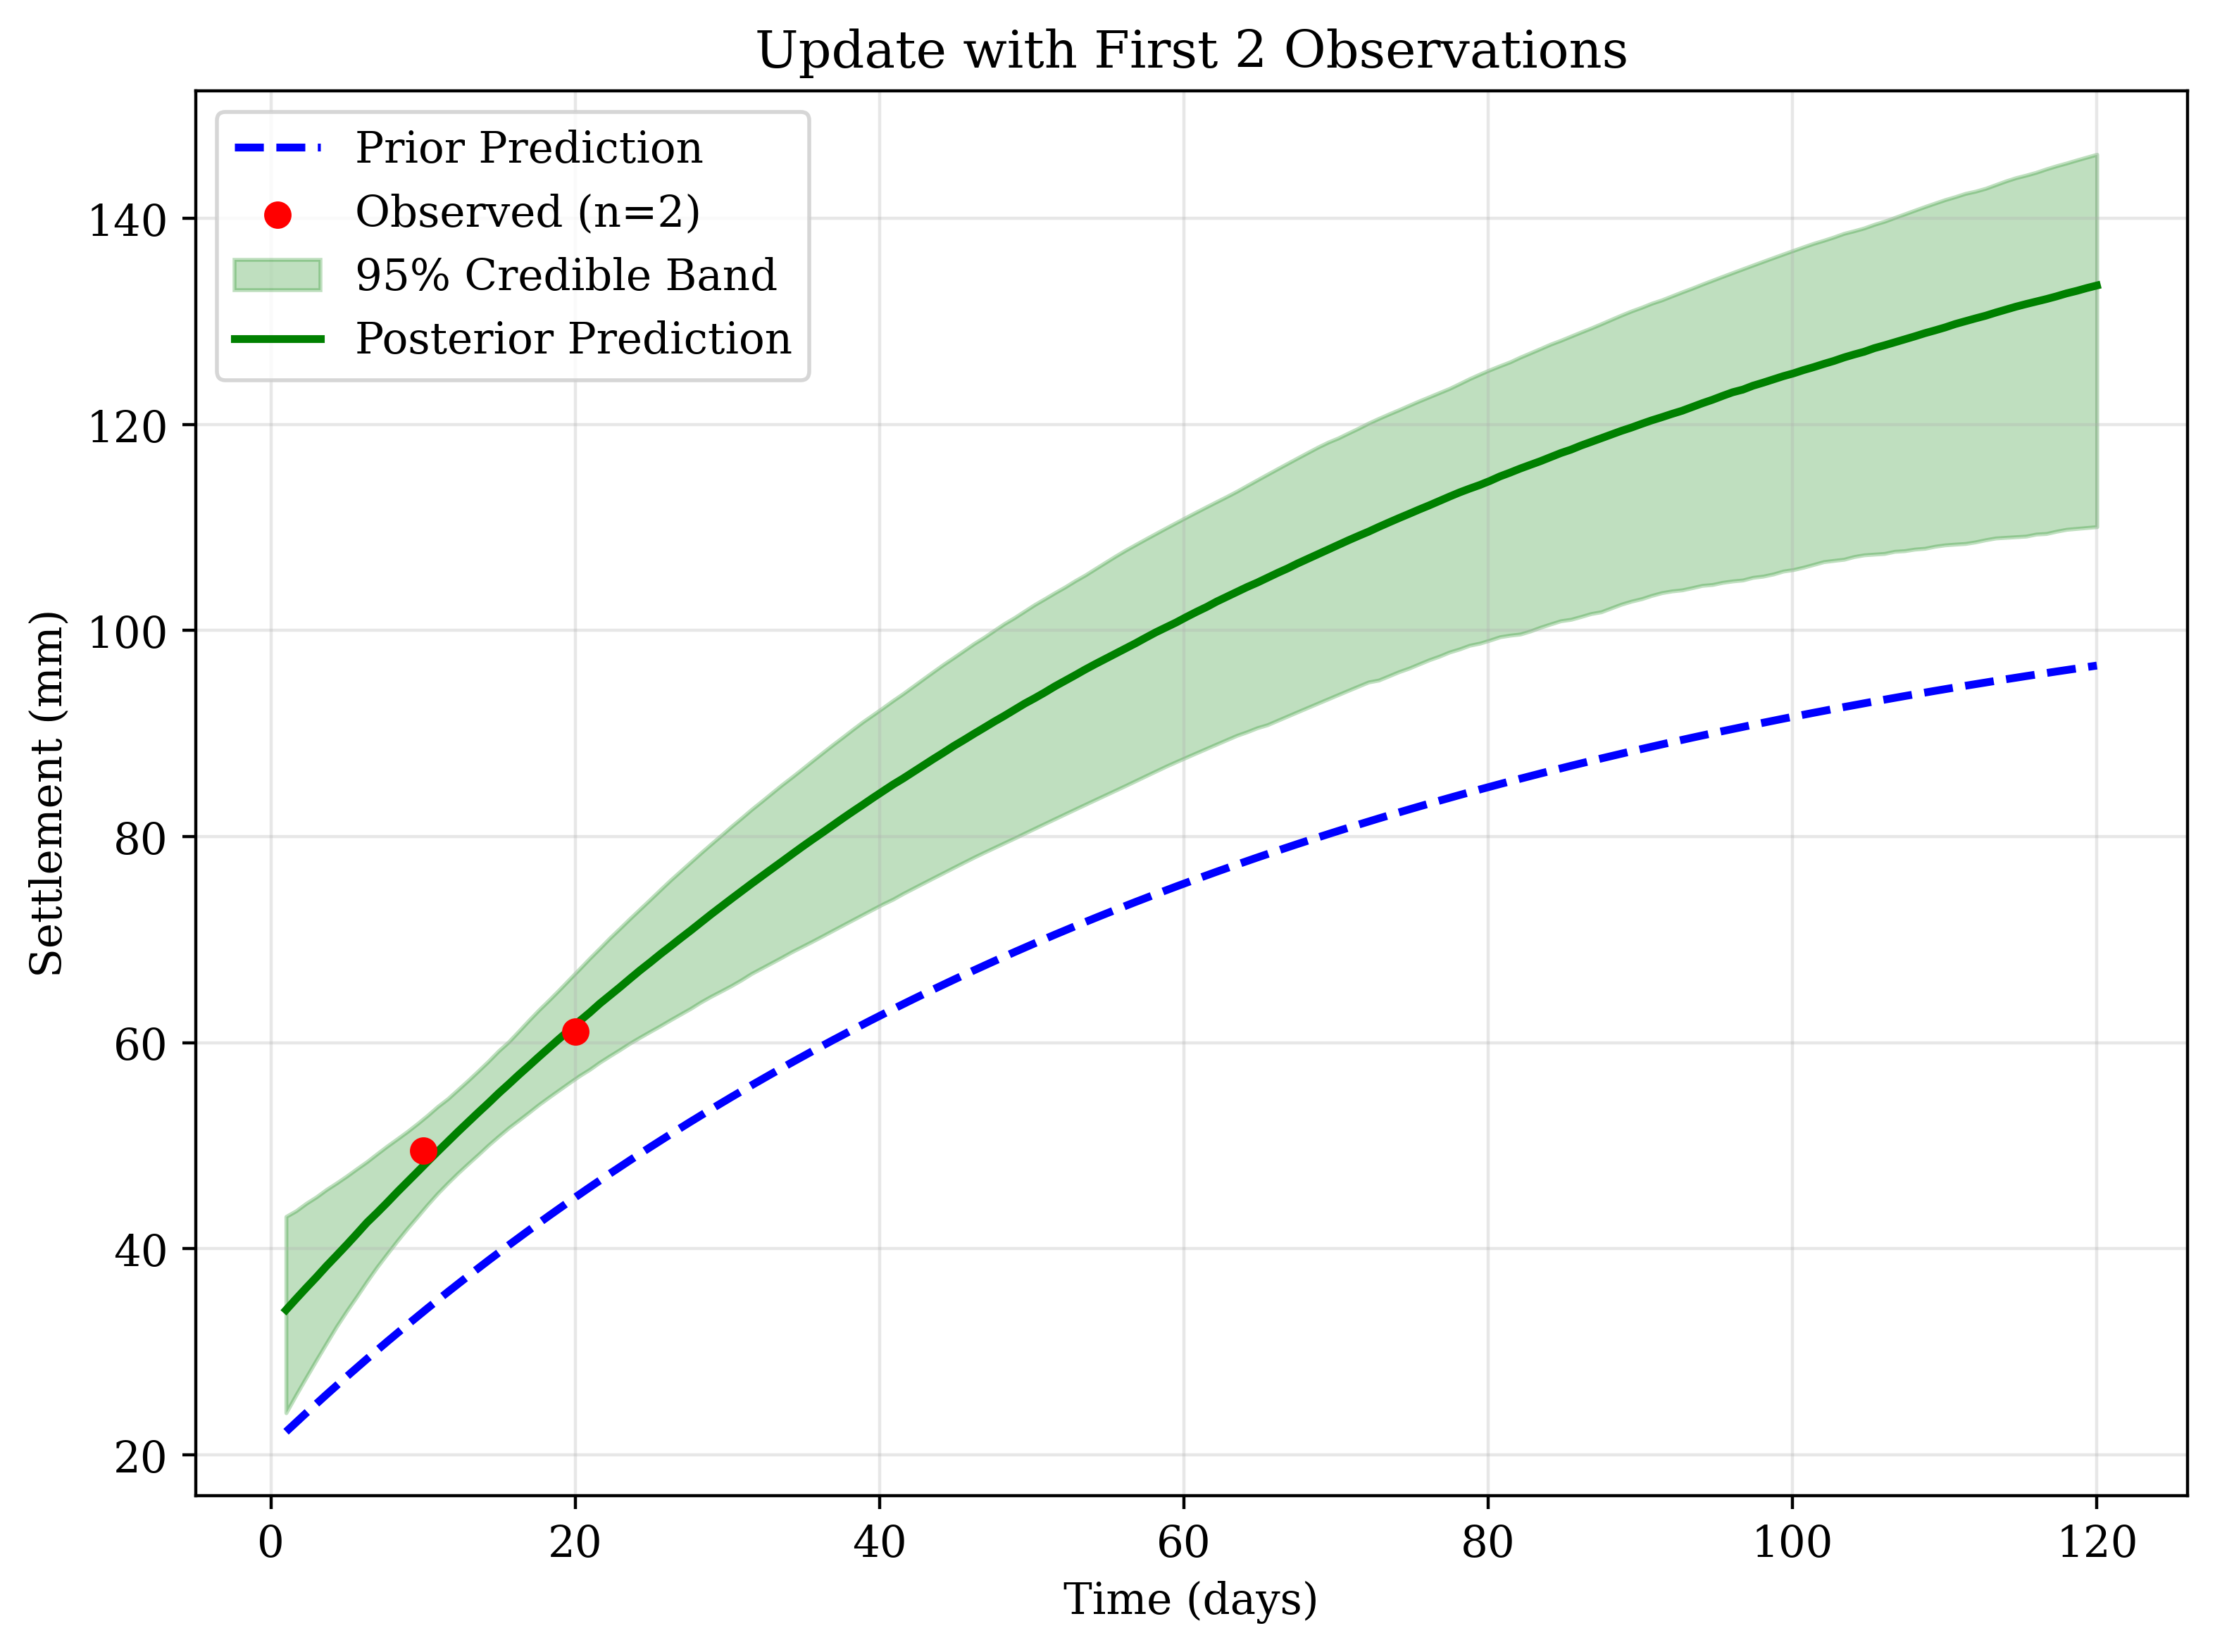 Update with First 2 Observations
Prior Prediction
Observed (n=2)
95% Credible Band
Posterior Prediction
Settlement (mm)
140
120
100
80
60
40
20
0 20 40 60 80 100 120
Time (days)